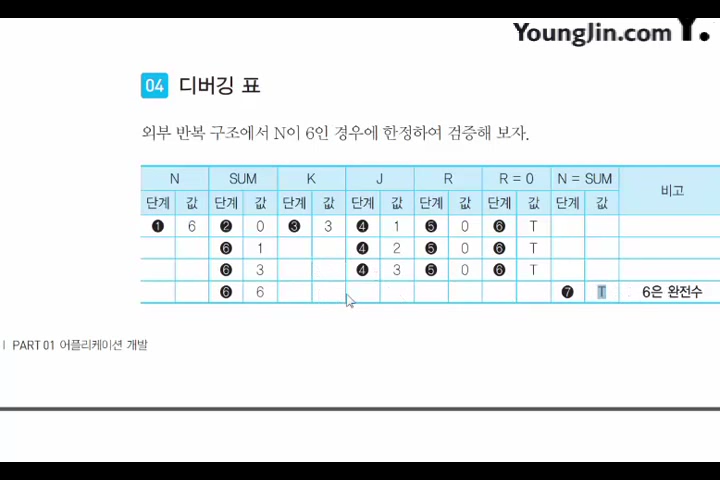 YoungJin.com Y.
04 디버깅 표
외부 반복 구조에서 N이 6인 경우에 한정하여 검증해 보자.
N SUM K J R R = 0 N = SUM 비고
단계 값 단계 값 단계 값 단계 값 단계 값 단계 값 단계 값
❶ 6 ❷ 0 ❸ 3 ❹ 1 ❺ 0 ❻ T
❻ 1 ❹ 2 ❺ 0 ❻ T
❻ 3 ❹ 3 ❺ 0 ❻ T
❻ 6 ❼ T 6은 완전수
| PART 01 어플리케이션 개발